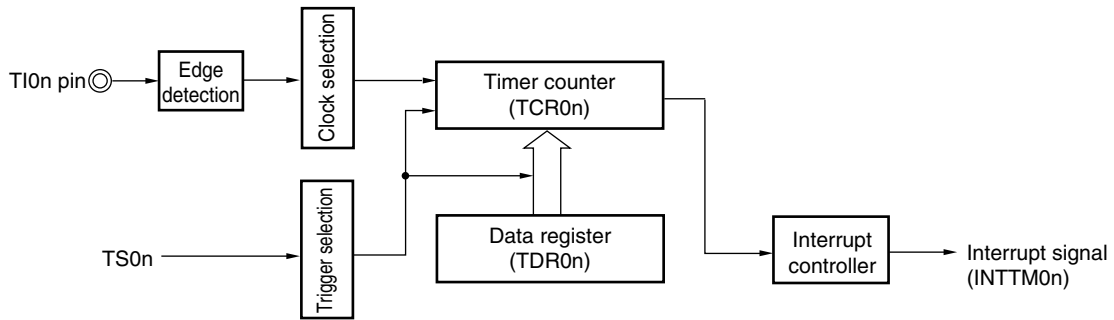 TI0n pin
Edge
detection
Clock selection
Timer counter
(TCR0n)
TS0n
Trigger selection
Data register
(TDR0n)
Interrupt
controller
Interrupt signal
(INTTM0n)